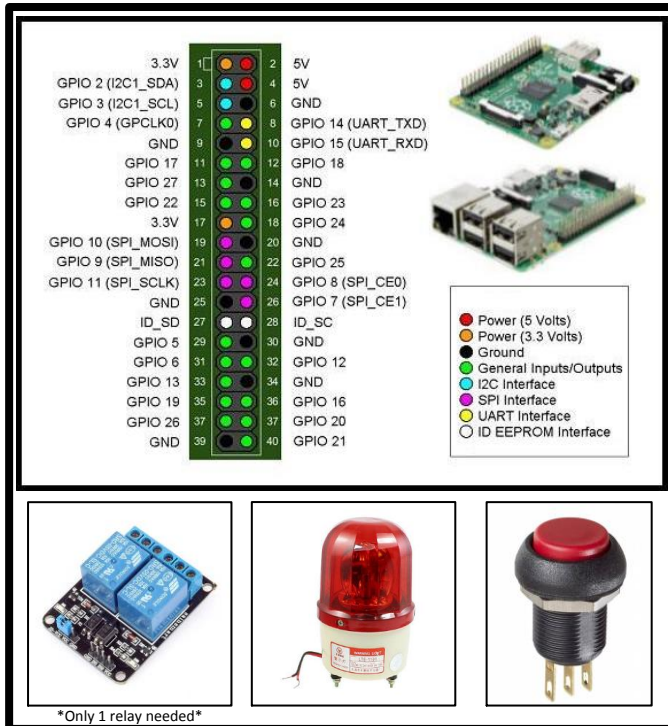 3.3V 1 2 5V
GPIO 2 (I2C1_SDA) 3 4 5V
GPIO 3 (I2C1_SCL) 5 6 GND
GPIO 4 (GPCLK0) 7 8 GPIO 14 (UART_TXD)
GND 9 10 GPIO 15 (UART_RXD)
GPIO 17 11 12 GPIO 18
GPIO 27 13 14 GND
GPIO 22 15 16 GPIO 23
3.3V 17 18 GPIO 24
GPIO 10 (SPI_MOSI) 19 20 GND
GPIO 9 (SPI_MISO) 21 22 GPIO 25
GPIO 11 (SPI_SCLK) 23 24 GPIO 8 (SPI_CE0)
GND 25 26 GPIO 7 (SPI_CE1)
ID_SD 27 28 ID_SC
GPIO 5 29 30 GND
GPIO 6 31 32 GPIO 12
GPIO 13 33 34 GND
GPIO 19 35 36 GPIO 16
GPIO 26 37 37 GPIO 20
GND 39 40 GPIO 21
Power (5 Volts)
Power (3.3 Volts)
Ground
General Inputs/Outputs
I2C Interface
SPI Interface
UART Interface
ID EEPROM Interface
*Only 1 relay needed*